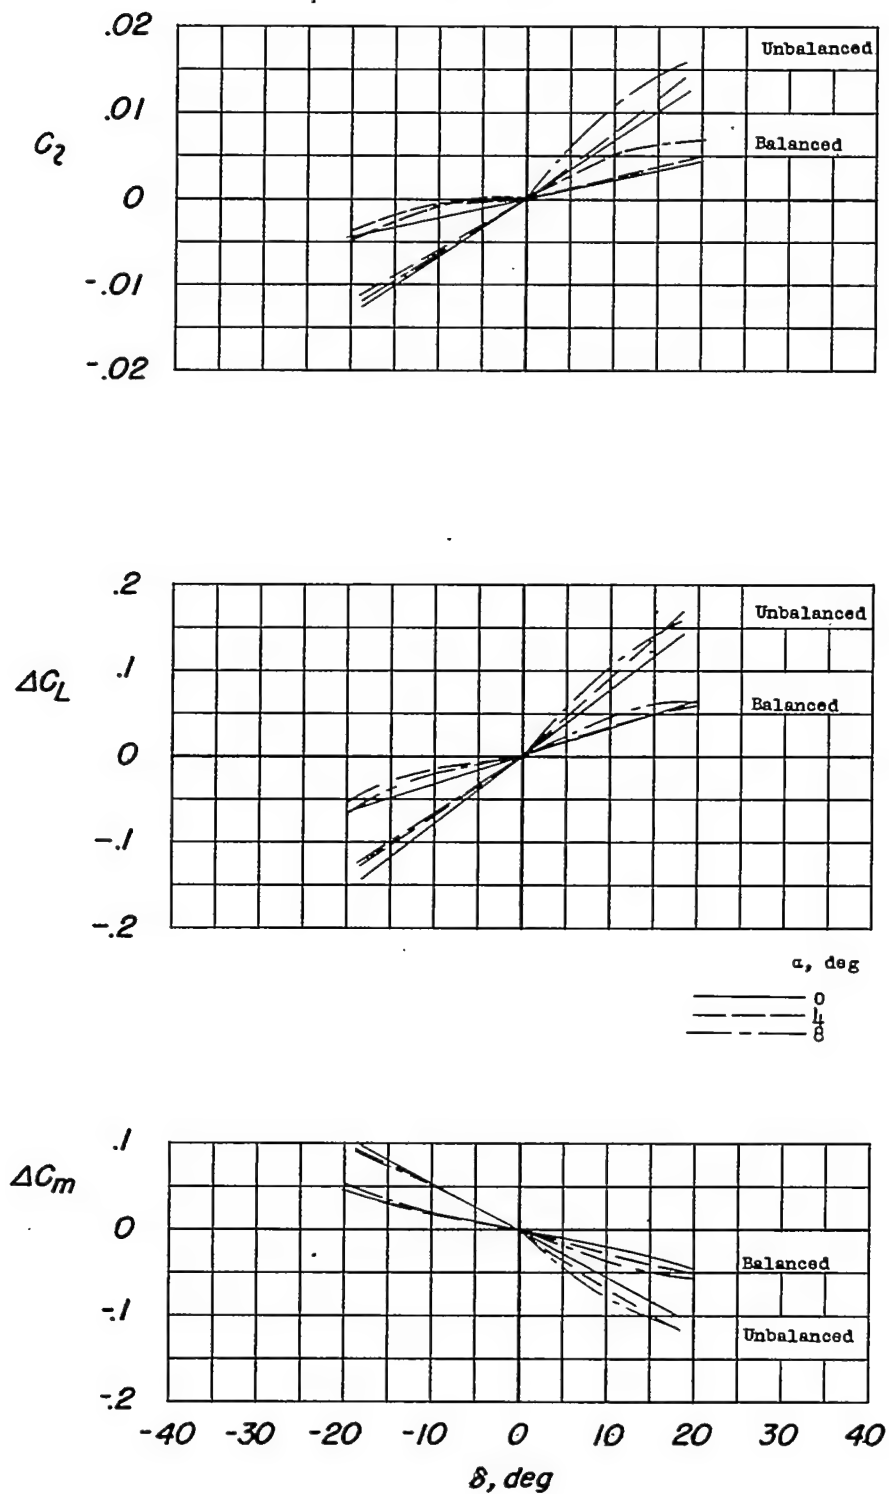 .02
Unbalanced
.01
C_l
Balanced
0
-.01
-.02
.2
Unbalanced
.1
ΔC_L
Balanced
0
-.1
-.2
α, deg
0
4
8
.1
ΔC_m
0
Balanced
-.1
Unbalanced
-.2
-40 -30 -20 -10 0 10 20 30 40
δ, deg